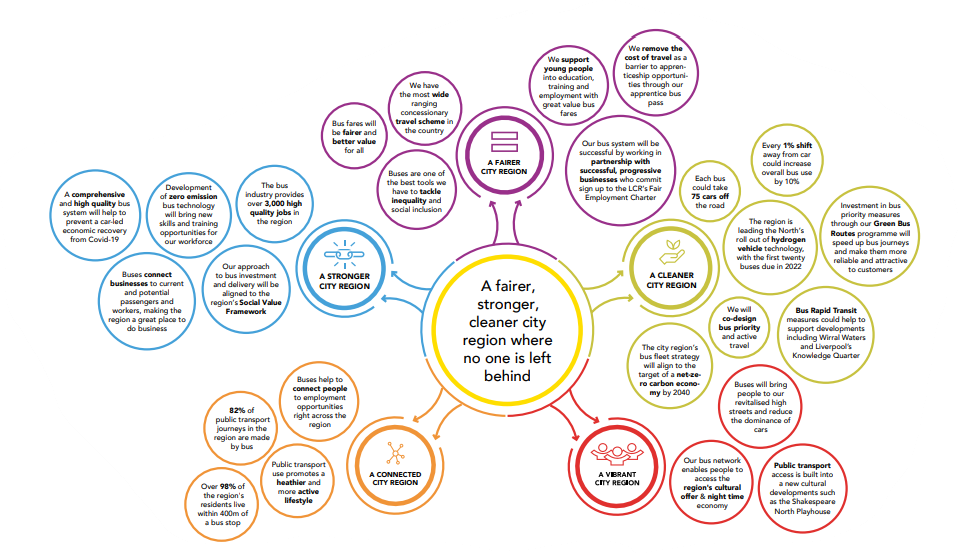 We remove the
cost of travel as a
barrier to appren-
ticeship opportuni-
ties through our
apprentice bus
pass
We support
young people
into education,
training and
employment with
great value bus
fares
We have
the most wide
ranging
concessionary
travel scheme in
the country
Bus fares will
be fairer and
better value
for all
Buses are one of
the best tools we
have to tackle
inequality and
social inclusion
A FAIRER
CITY REGION
Our bus system will be
successful by working in
partnership with
successful, progressive
businesses who commit
sign up to the LCR's Fair
Employment Charter
Every 1% shift
away from car
could increase
overall bus use
by 10%
Each bus
could take
75 cars off
the road
The region is
leading the North's
roll out of hydrogen
vehicle technology,
with the first twenty
buses due in 2022
Investment in bus
priority measures
through our Green Bus
Routes programme will
speed up bus journeys
and make them more
reliable and attractive
to customers
A CLEANER
CITY REGION
We will
co-design
bus priority
and active
travel
Bus Rapid Transit
measures could help to
support developments
including Wirral Waters
and Liverpool's
Knowledge Quarter
The city region's
bus fleet strategy
will align to the
target of a net-ze-
ro carbon econo-
my by 2040
A comprehensive
and high quality bus
system will help to
prevent a car-led
economic recovery
from Covid-19
Development
of zero emission
bus technology
will bring new
skills and training
opportunities for
our workforce
The bus
industry provides
over 3,000 high
quality jobs in
the region
Buses connect
businesses to current
and potential
passengers and
workers, making the
region a great place to
do business
Our approach
to bus investment
and delivery will be
aligned to the
region's Social Value
Framework
A STRONGER
CITY REGION
A fairer,
stronger,
cleaner city
region where
no one is left
behind
Buses help to
connect people
to employment
opportunities
right across the
region
82% of
public transport
journeys in the
region are made
by bus
Public transport
use promotes a
heathier and
more active
lifestyle
Over 98% of
the region's
residents live
within 400m of
a bus stop
A CONNECTED
CITY REGION
Buses will bring
people to our
revitalised high
streets and reduce
the dominance of
cars
A VIBRANT
CITY REGION
Our bus network
enables people to
access the
region's cultural
offer & night time
economy
Public transport
access is built into
a new cultural
developments such
as the Shakespeare
North Playhouse